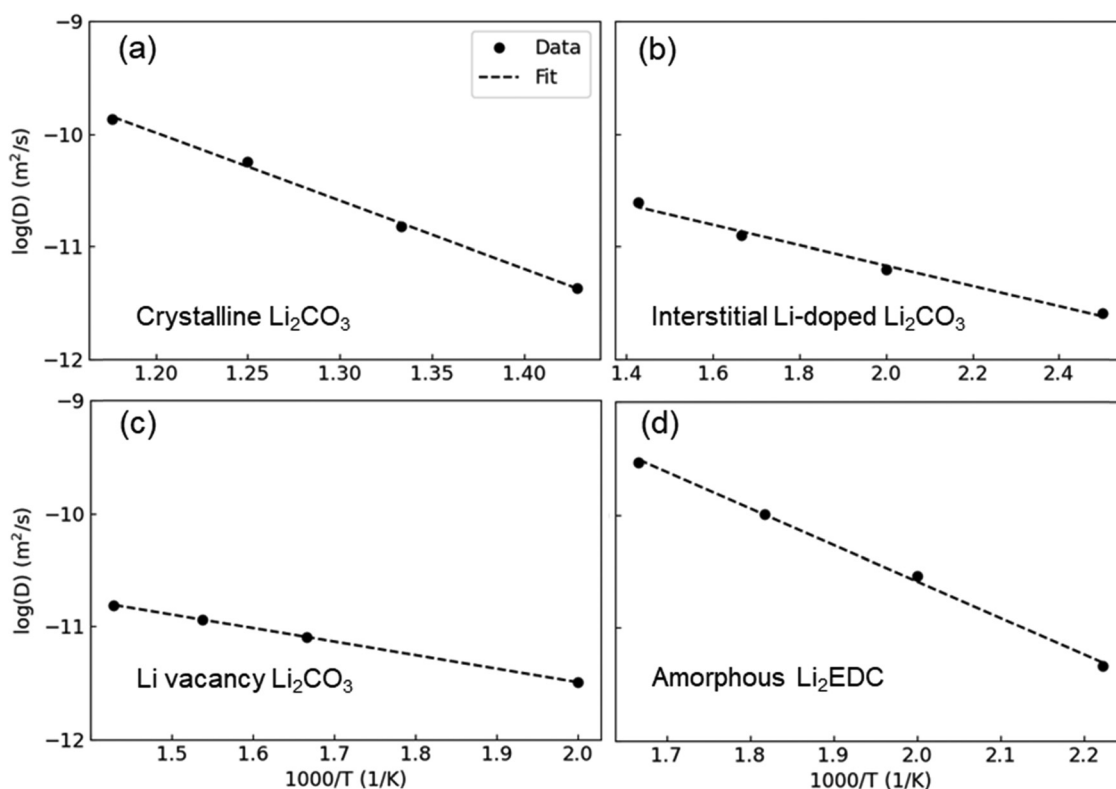 (a)
Data
Fit
−9
−10
−11
−12
log(D) (m²/s)
Crystalline Li₂CO₃
1.20 1.25 1.30 1.35 1.40
(b)
Interstitial Li-doped Li₂CO₃
1.4 1.6 1.8 2.0 2.2 2.4
(c)
−9
−10
−11
−12
log(D) (m²/s)
Li vacancy Li₂CO₃
1.5 1.6 1.7 1.8 1.9 2.0
1000/T (1/K)
(d)
Amorphous Li₂EDC
1.7 1.8 1.9 2.0 2.1 2.2
1000/T (1/K)